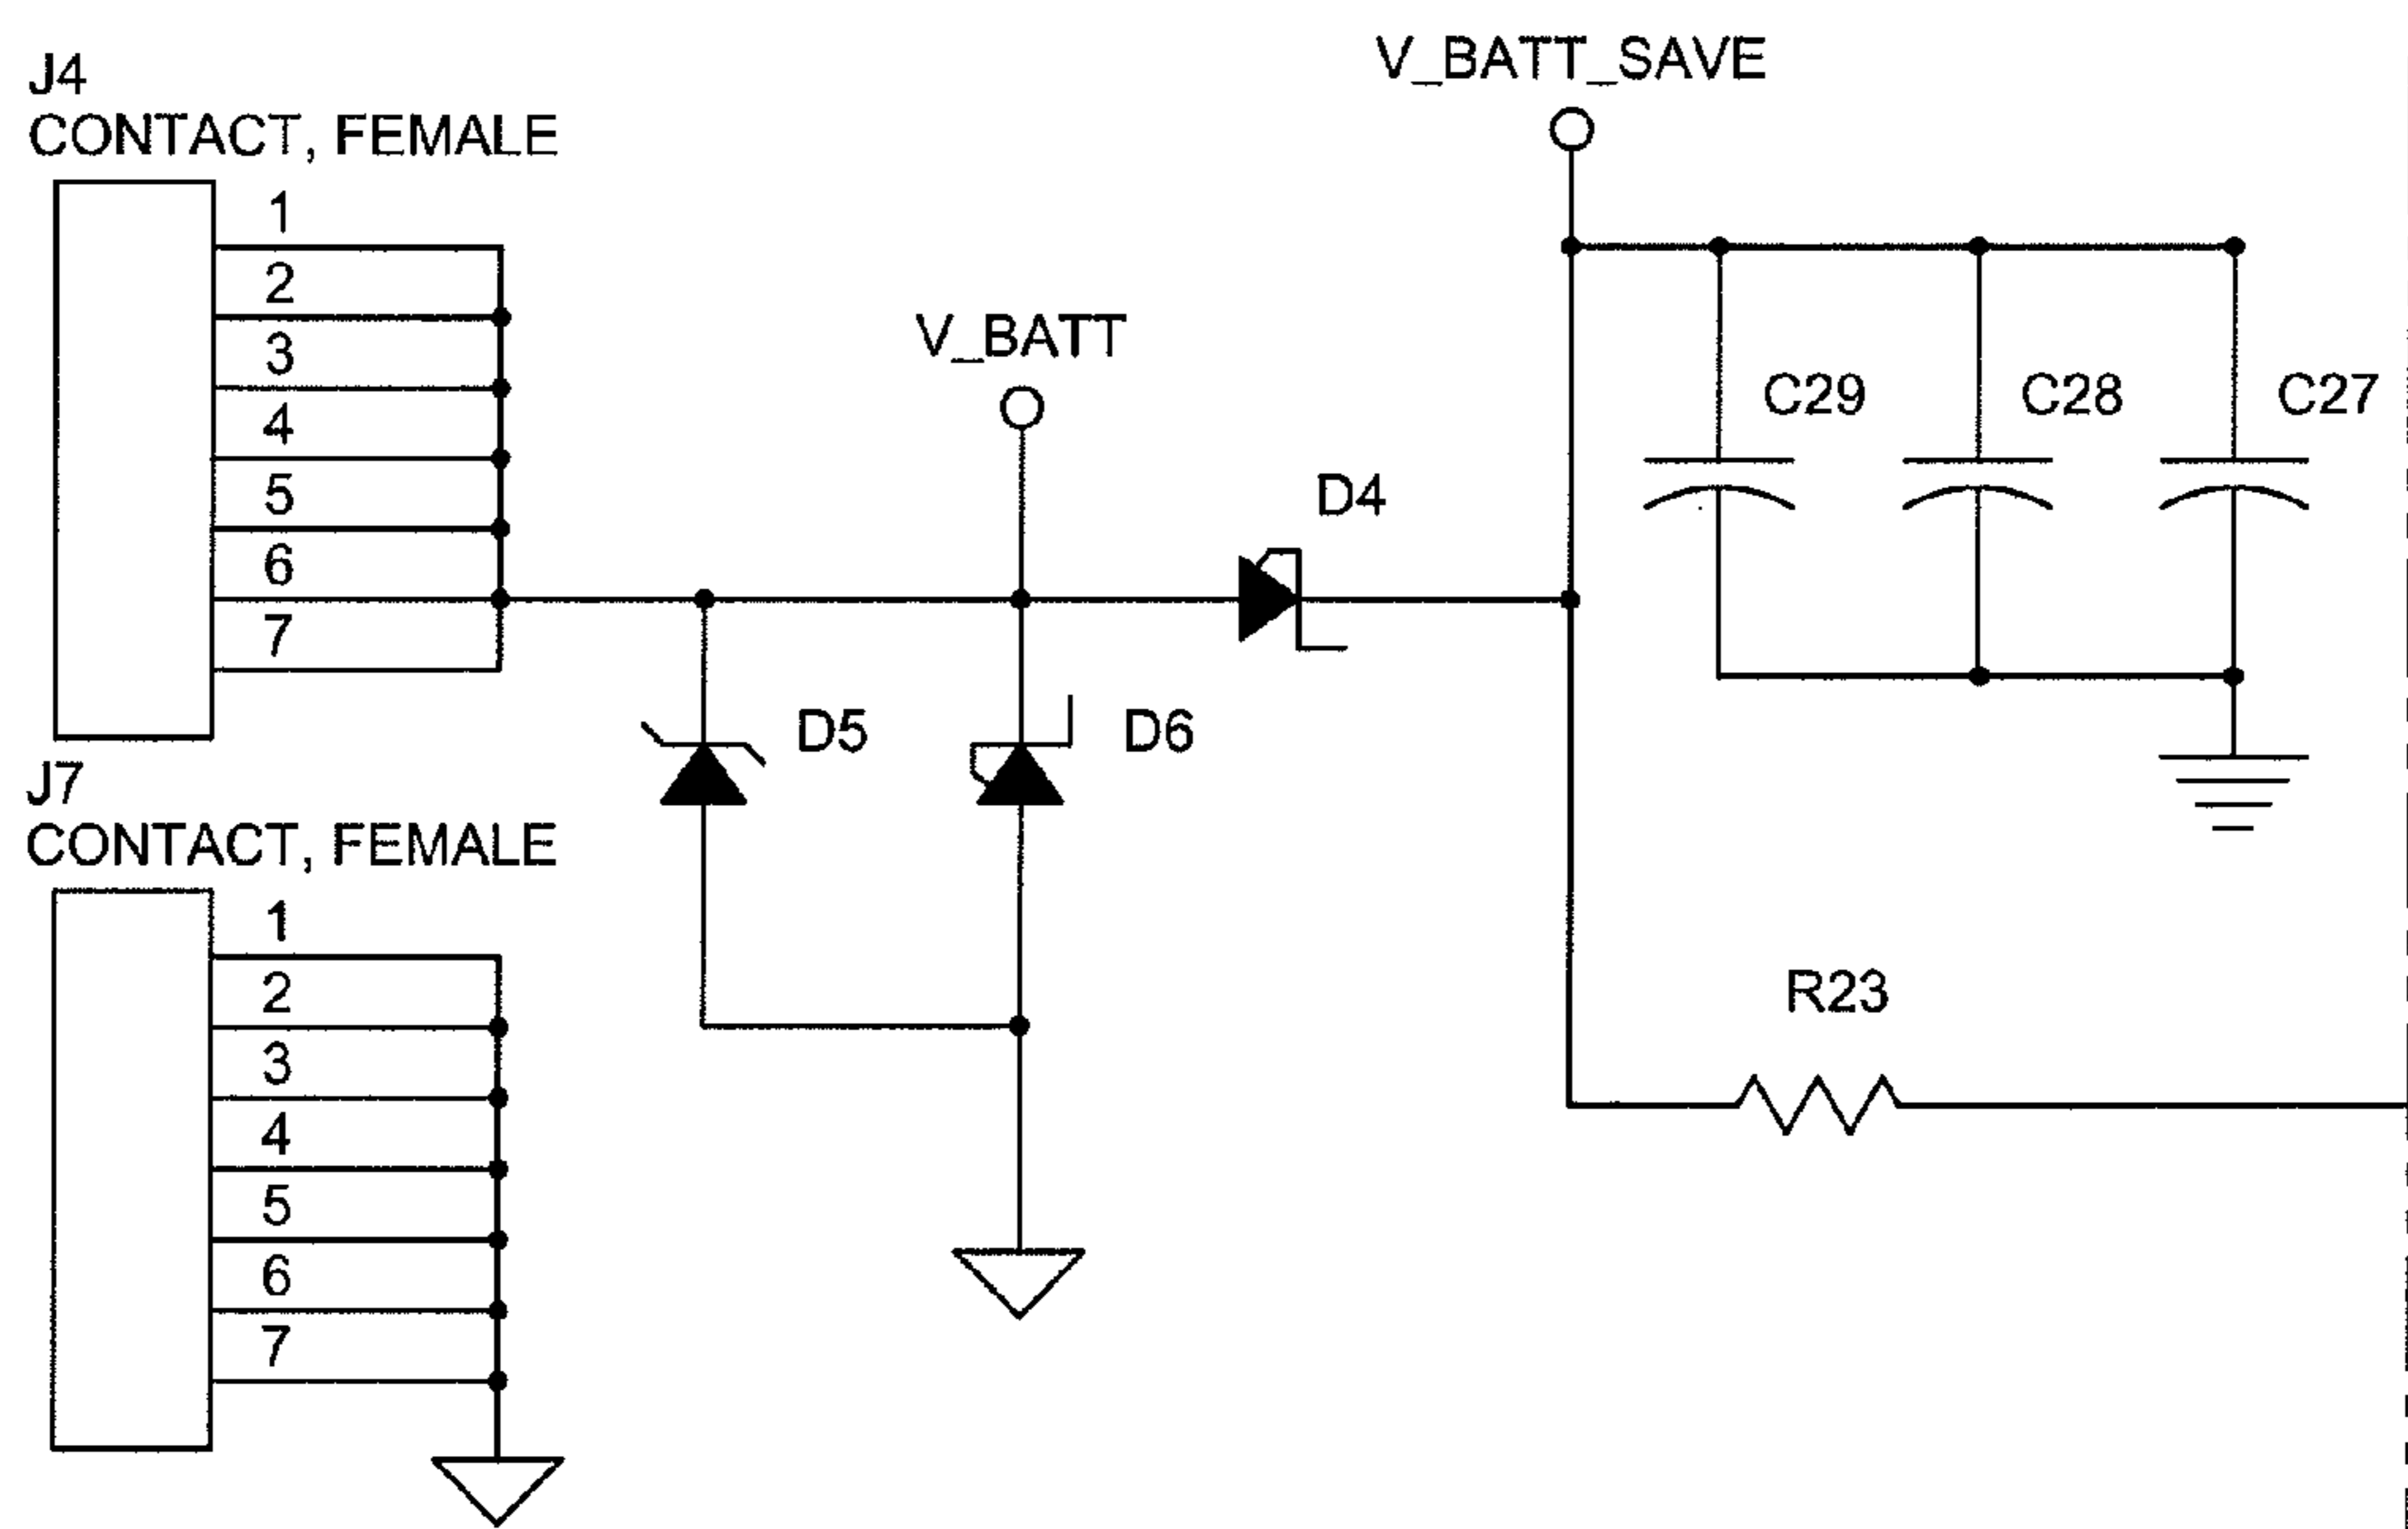 J4
CONTACT, FEMALE
1
2
3
4
5
6
7
J7
CONTACT, FEMALE
1
2
3
4
5
6
7
V_BATT
D5
D6
D4
V_BATT_SAVE
C29
C28
C27
R23